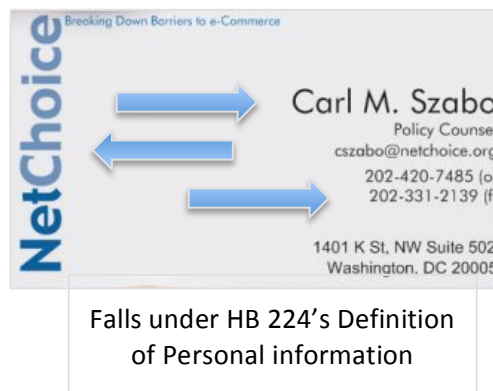 NetChoice
Breaking Down Barriers to e-Commerce
Carl M. Szabo
Policy Counse
cszabo@netchoice.org
202-420-7485 (o
202-331-2139 (f
1401 K St, NW Suite 502
Washington, DC 20005
Falls under HB 224’s Definition
of Personal information